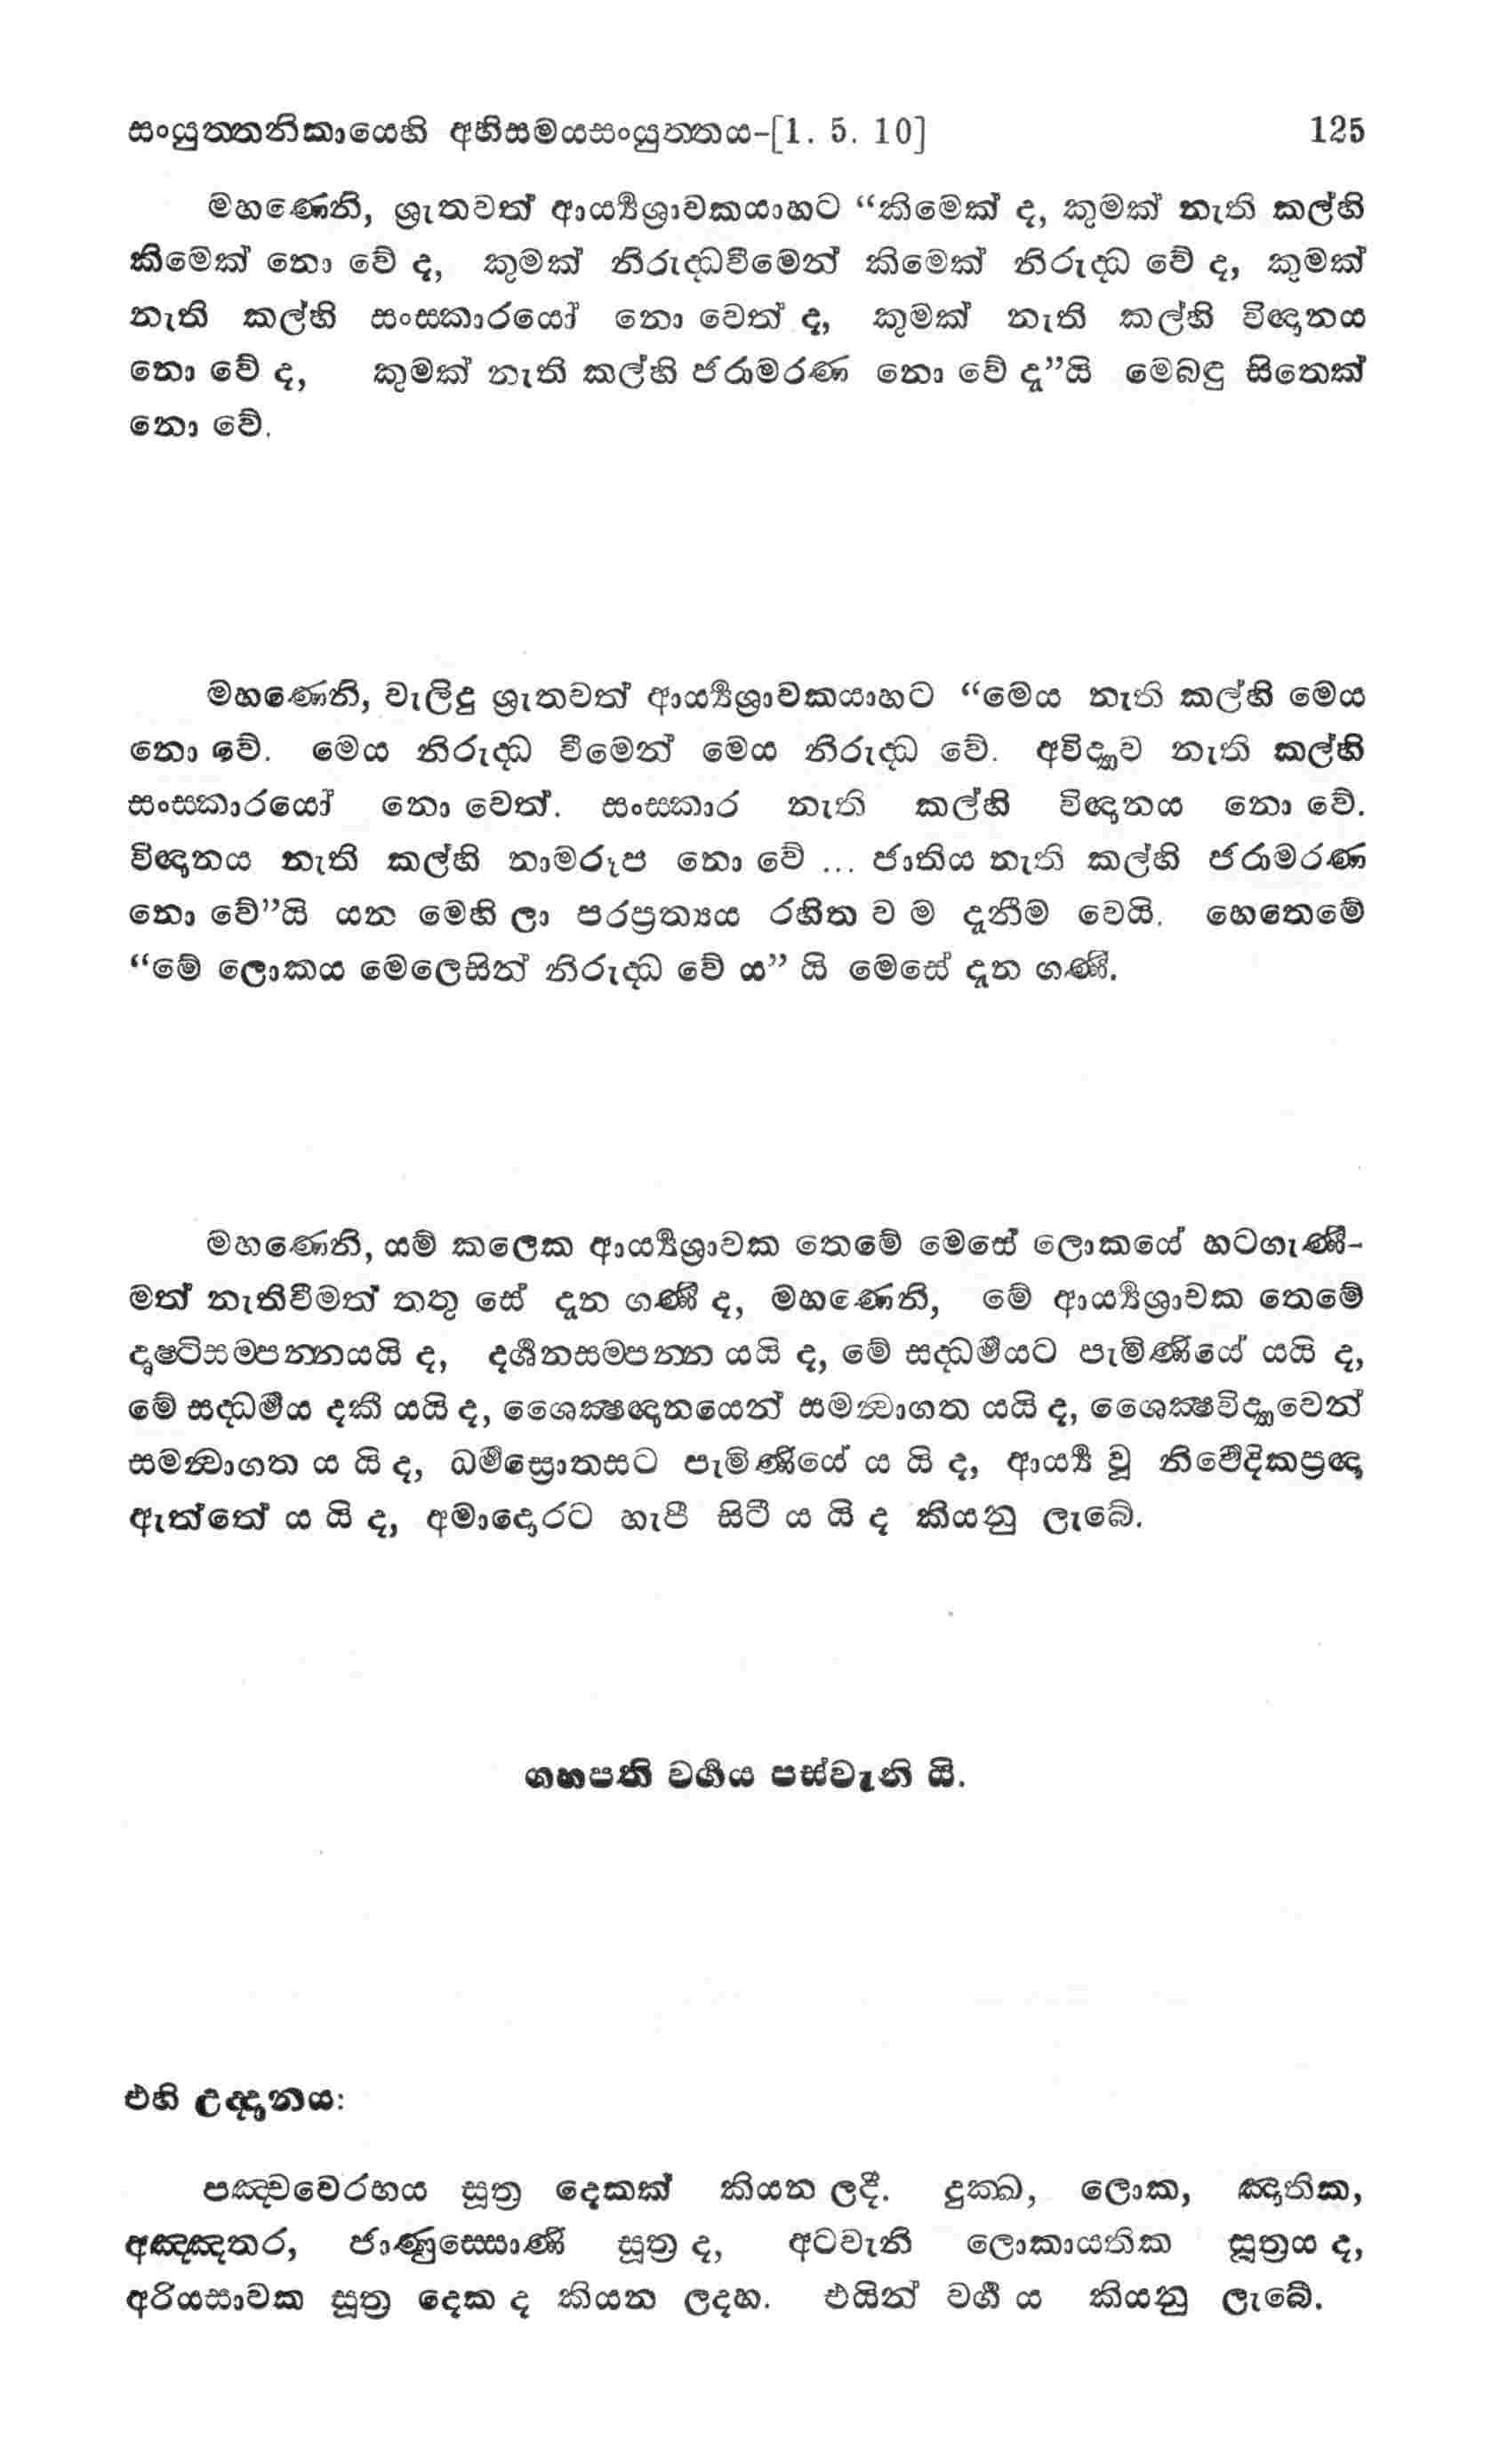 සංයුත්තනිකායෙහි අභිසමයසංයුත්තය–[1. 5. 10] 125
මහණෙනි, ශ්‍රුතවත් ආර්‍ය්‍යශ්‍රාවකයාහට “කිමෙක් ද, කුමක් නැති කල්හි
කිමෙක් නො වේ ද, කුමක් නිරුද්ධවීමෙන් කිමෙක් නිරුද්ධ වේ ද, කුමක්
නැති කල්හි සංස්කාරයෝ නො වෙත් ද, කුමක් නැති කල්හි විඥානය
නො වේ ද, කුමක් නැති කල්හි ජරාමරණ නො වේ ද”යි මෙබඳු සිතෙක්
නො වේ.
මහණෙනි, වැලිදු ශ්‍රුතවත් ආර්‍ය්‍යශ්‍රාවකයාහට “මෙය නැති කල්හි මෙය
නො වේ. මෙය නිරුද්ධ වීමෙන් මෙය නිරුද්ධ වේ. අවිද්‍යාව නැති කල්හි
සංස්කාරයෝ නො වෙත්. සංස්කාර නැති කල්හි විඥානය නො වේ.
විඥානය නැති කල්හි නාමරූප නො වේ ... ජාතිය නැති කල්හි ජරාමරණ
නො වේ”යි යන මෙහි ලා පරප්‍රත්‍යය රහිත ව ම දැනීම වෙයි. හෙතෙමේ
“මේ ලොකය මෙලෙසින් නිරුද්ධ වේ ය” යි මෙසේ දැන ගණී.
මහණෙනි, යම් කලෙක ආර්‍ය්‍යශ්‍රාවක තෙමේ මෙසේ ලොකයේ හටගැණී-
මත් නැතිවීමත් තතු සේ දැන ගණී ද, මහණෙනි, මේ ආර්‍ය්‍යශ්‍රාවක තෙමේ
දෘෂ්ටිසම්පන්නයයි ද, දර්‍ශනසම්පන්න යයි ද, මේ සද්ධර්‍මයට පැමිණියේ යයි ද,
මේ සද්ධර්‍මය දකී යයි ද, ශෛක්‍ෂඥානයෙන් සමන්‍වාගත යයි ද, ශෛක්‍ෂවිද්‍යාවෙන්
සමන්‍වාගත ය යි ද, ධර්‍මස්‍රොතසට පැමිණියේ ය යි ද, ආර්‍ය්‍ය වූ නිර්‍වේදිකප්‍රඥා
ඇත්තේ ය යි ද, අමාදොරට හැපී සිටී ය යි ද කියනු ලැබේ.
ගහපති වර්‍ගය පස්වැනි යි.
එහි උද්දානය:
පඤ්චවෙරභය සූත්‍ර දෙකක් කියන ලදී. දුක්ඛ, ලොක, ඤාතික,
අඤ්ඤතර, ජාණුස්සොණි සූත්‍ර ද, අටවැනි ලොකායතික සූත්‍රය ද,
අරියසාවක සූත්‍ර දෙක ද කියන ලදහ. එයින් වර්‍ග ය කියනු ලැබේ.